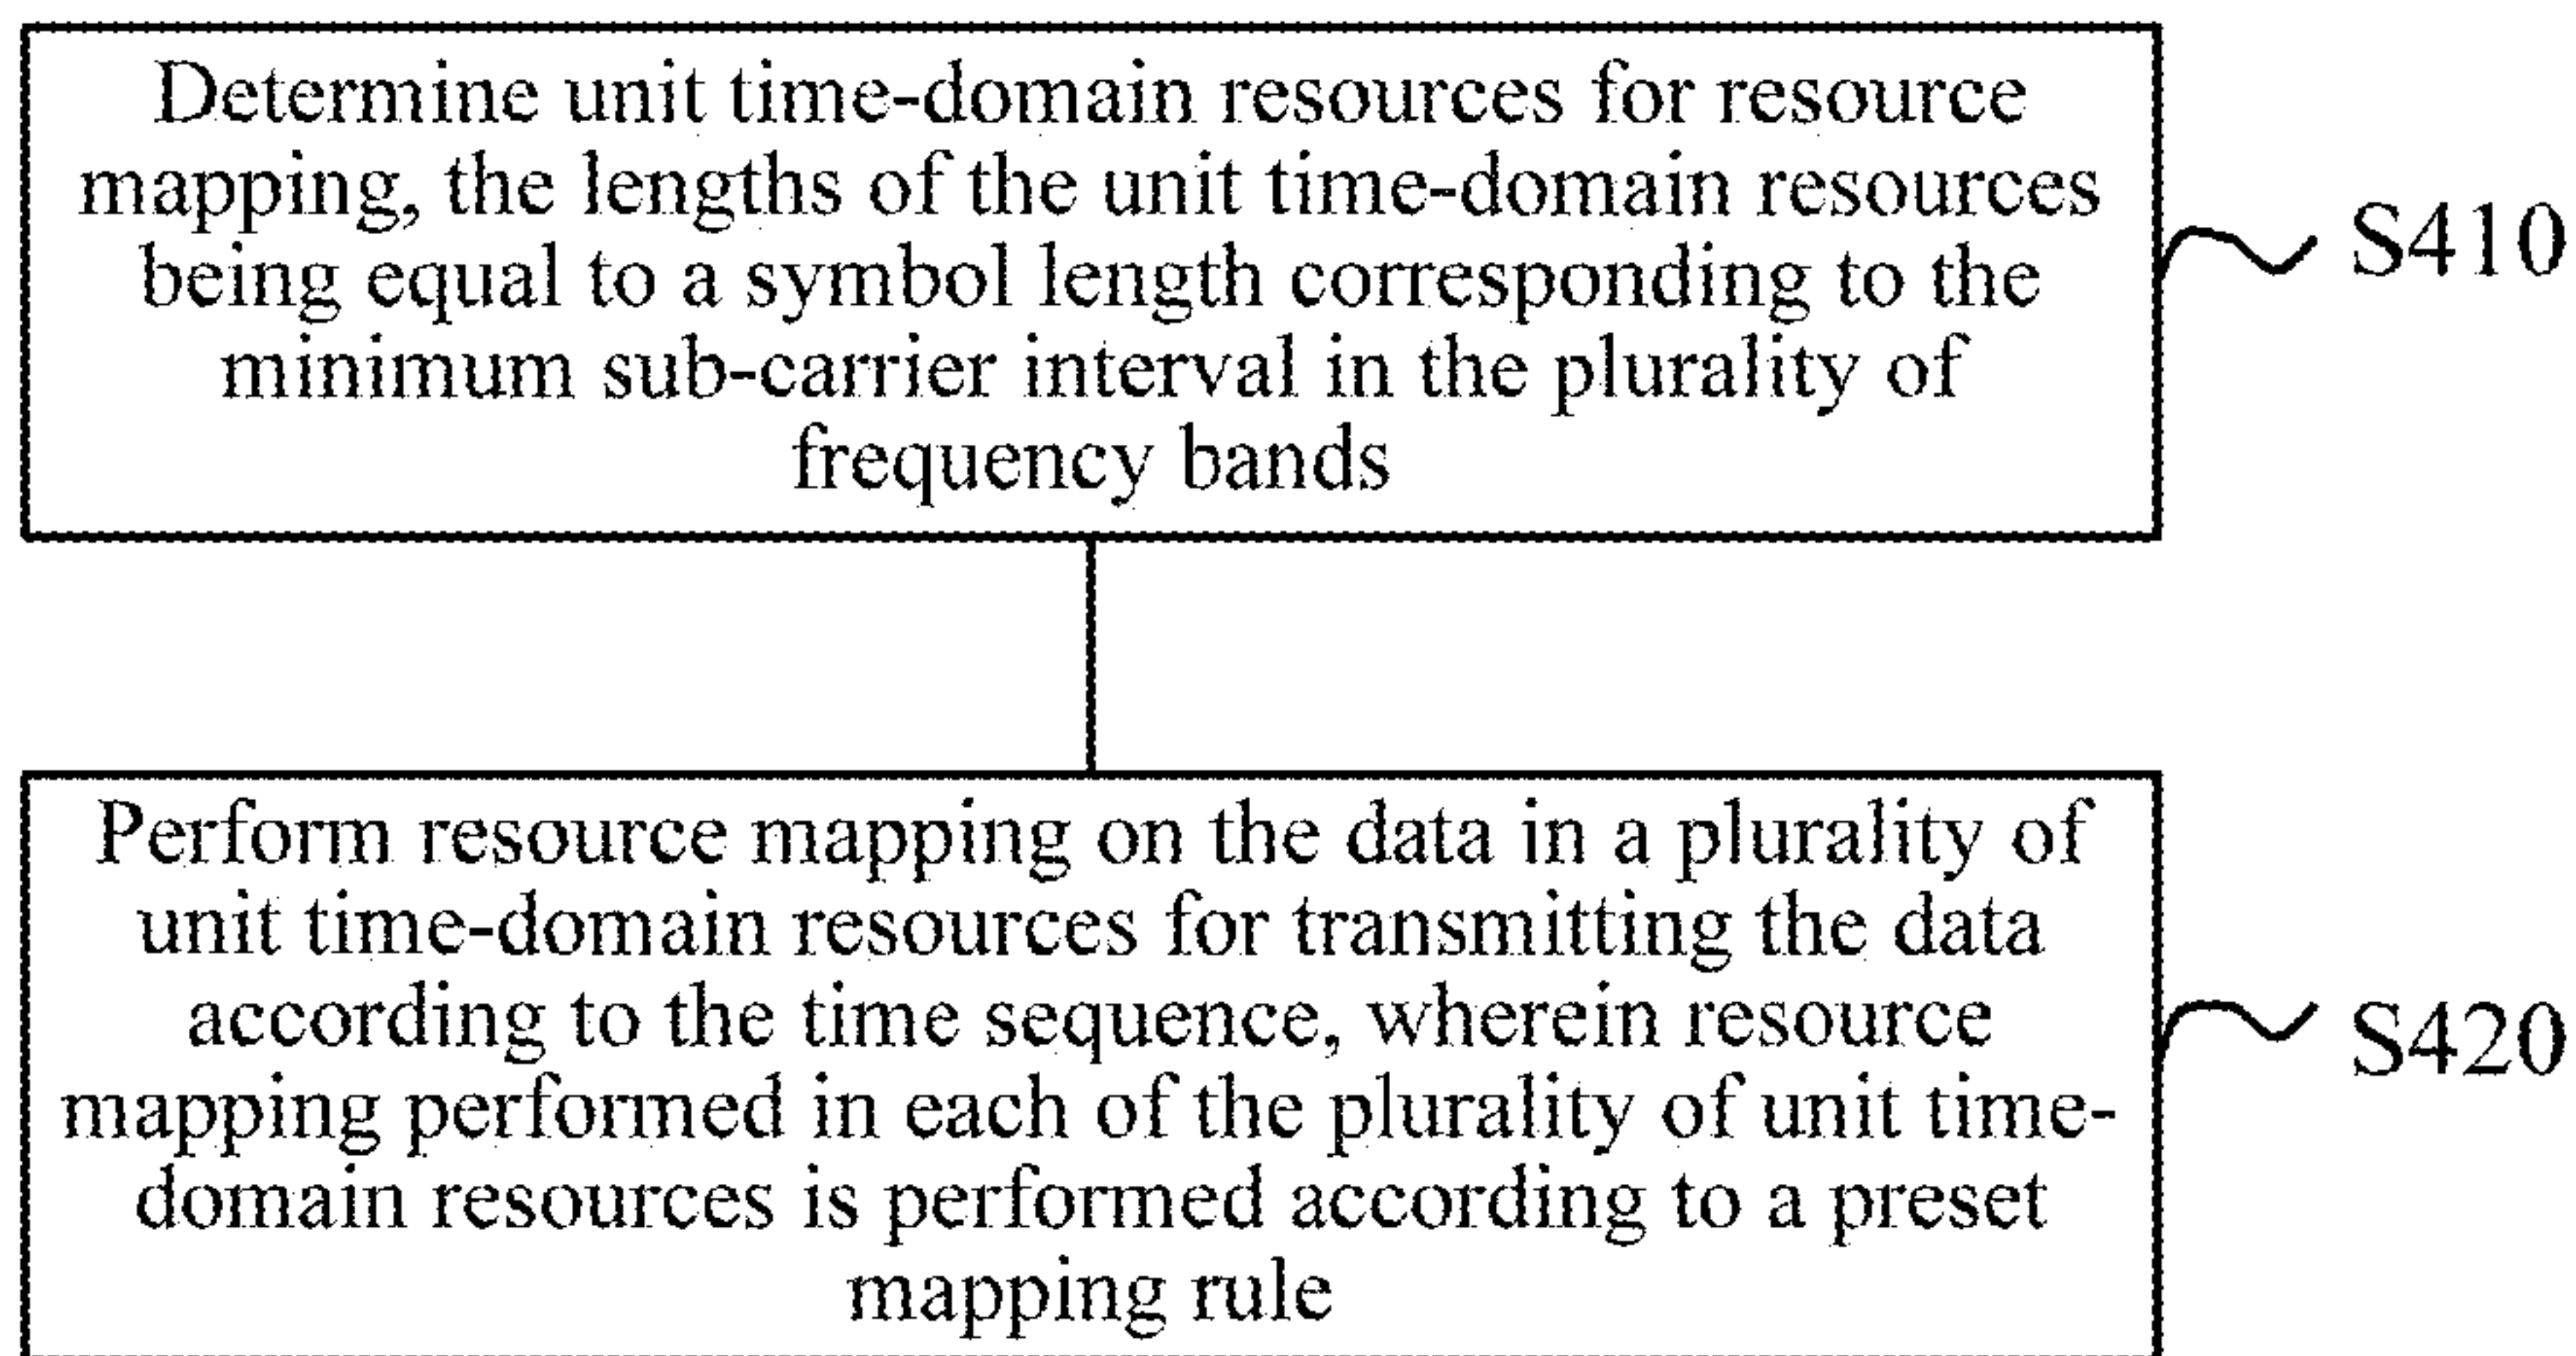 Determine unit time-domain resources for resource
mapping, the lengths of the unit time-domain resources
being equal to a symbol length corresponding to the
minimum sub-carrier interval in the plurality of
frequency bands
S410
Perform resource mapping on the data in a plurality of
unit time-domain resources for transmitting the data
according to the time sequence, wherein resource
mapping performed in each of the plurality of unit time-
domain resources is performed according to a preset
mapping rule
S420